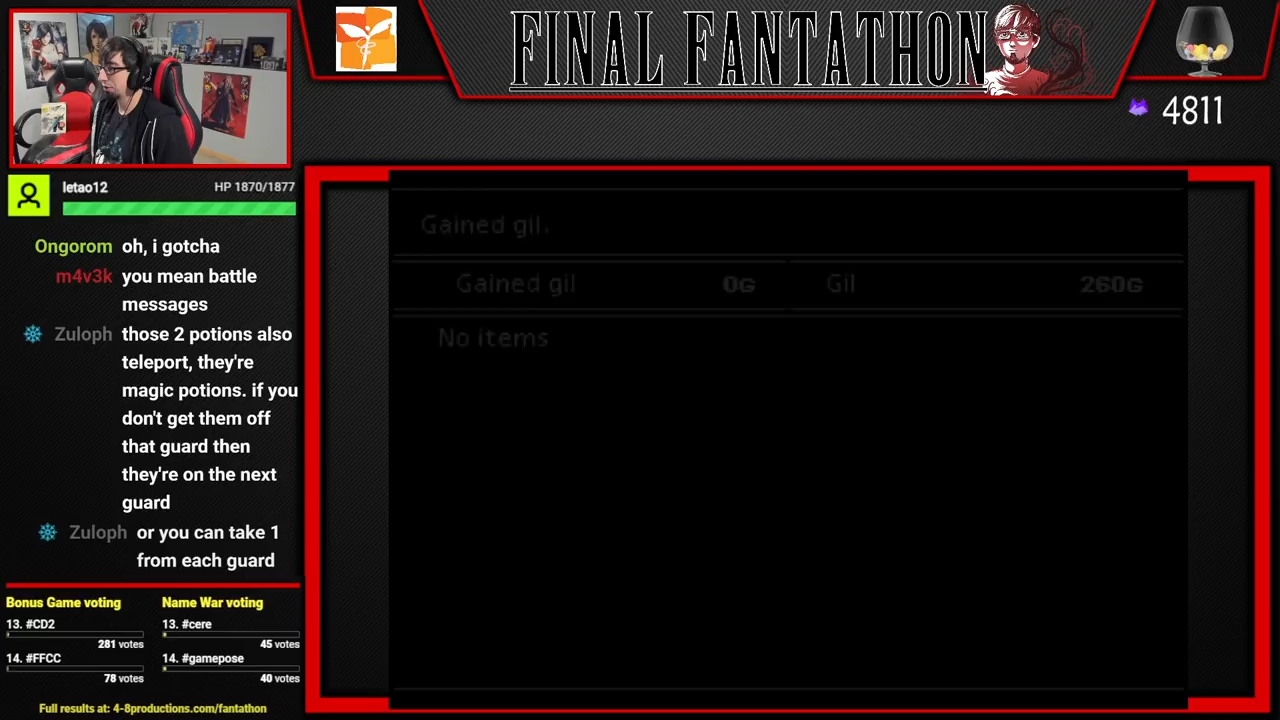 FINAL FANTATHON
4811
letao12 HP 1870/1877
Ongorom oh, i gotcha
m4v3k you mean battle
messages
Zuloph those 2 potions also
teleport, they're
magic potions. if you
don't get them off
that guard then
they're on the next
guard
Zuloph or you can take 1
from each guard
Gained gil.
Gained gil 0G Gil 260G
No items
Bonus Game voting Name War voting
13. #CD2 13. #cere
281 votes 45 votes
14. #FFCC 14. #gamepose
78 votes 40 votes
Full results at: 4-8productions.com/fantathon